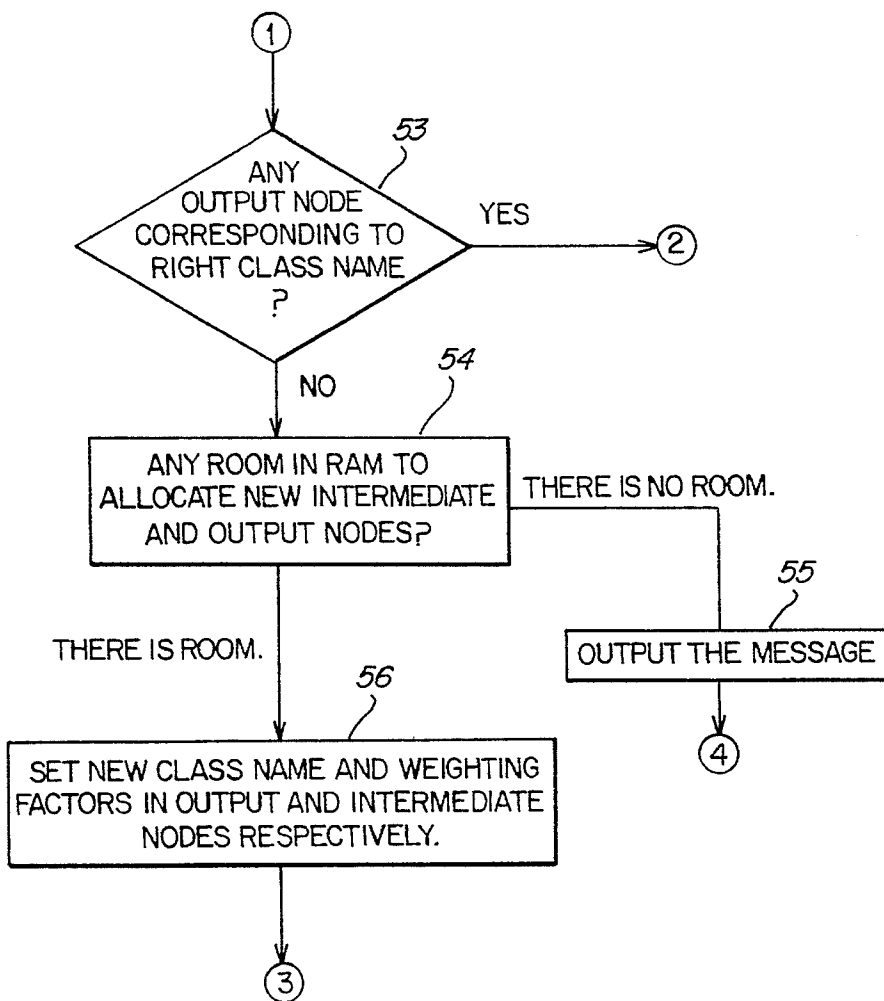 1
53
ANY
OUTPUT NODE
CORRESPONDING TO
RIGHT CLASS NAME
?
YES
2
NO
54
ANY ROOM IN RAM TO
ALLOCATE NEW INTERMEDIATE
AND OUTPUT NODES?
THERE IS NO ROOM.
55
OUTPUT THE MESSAGE
4
THERE IS ROOM.
56
SET NEW CLASS NAME AND WEIGHTING
FACTORS IN OUTPUT AND INTERMEDIATE
NODES RESPECTIVELY.
3